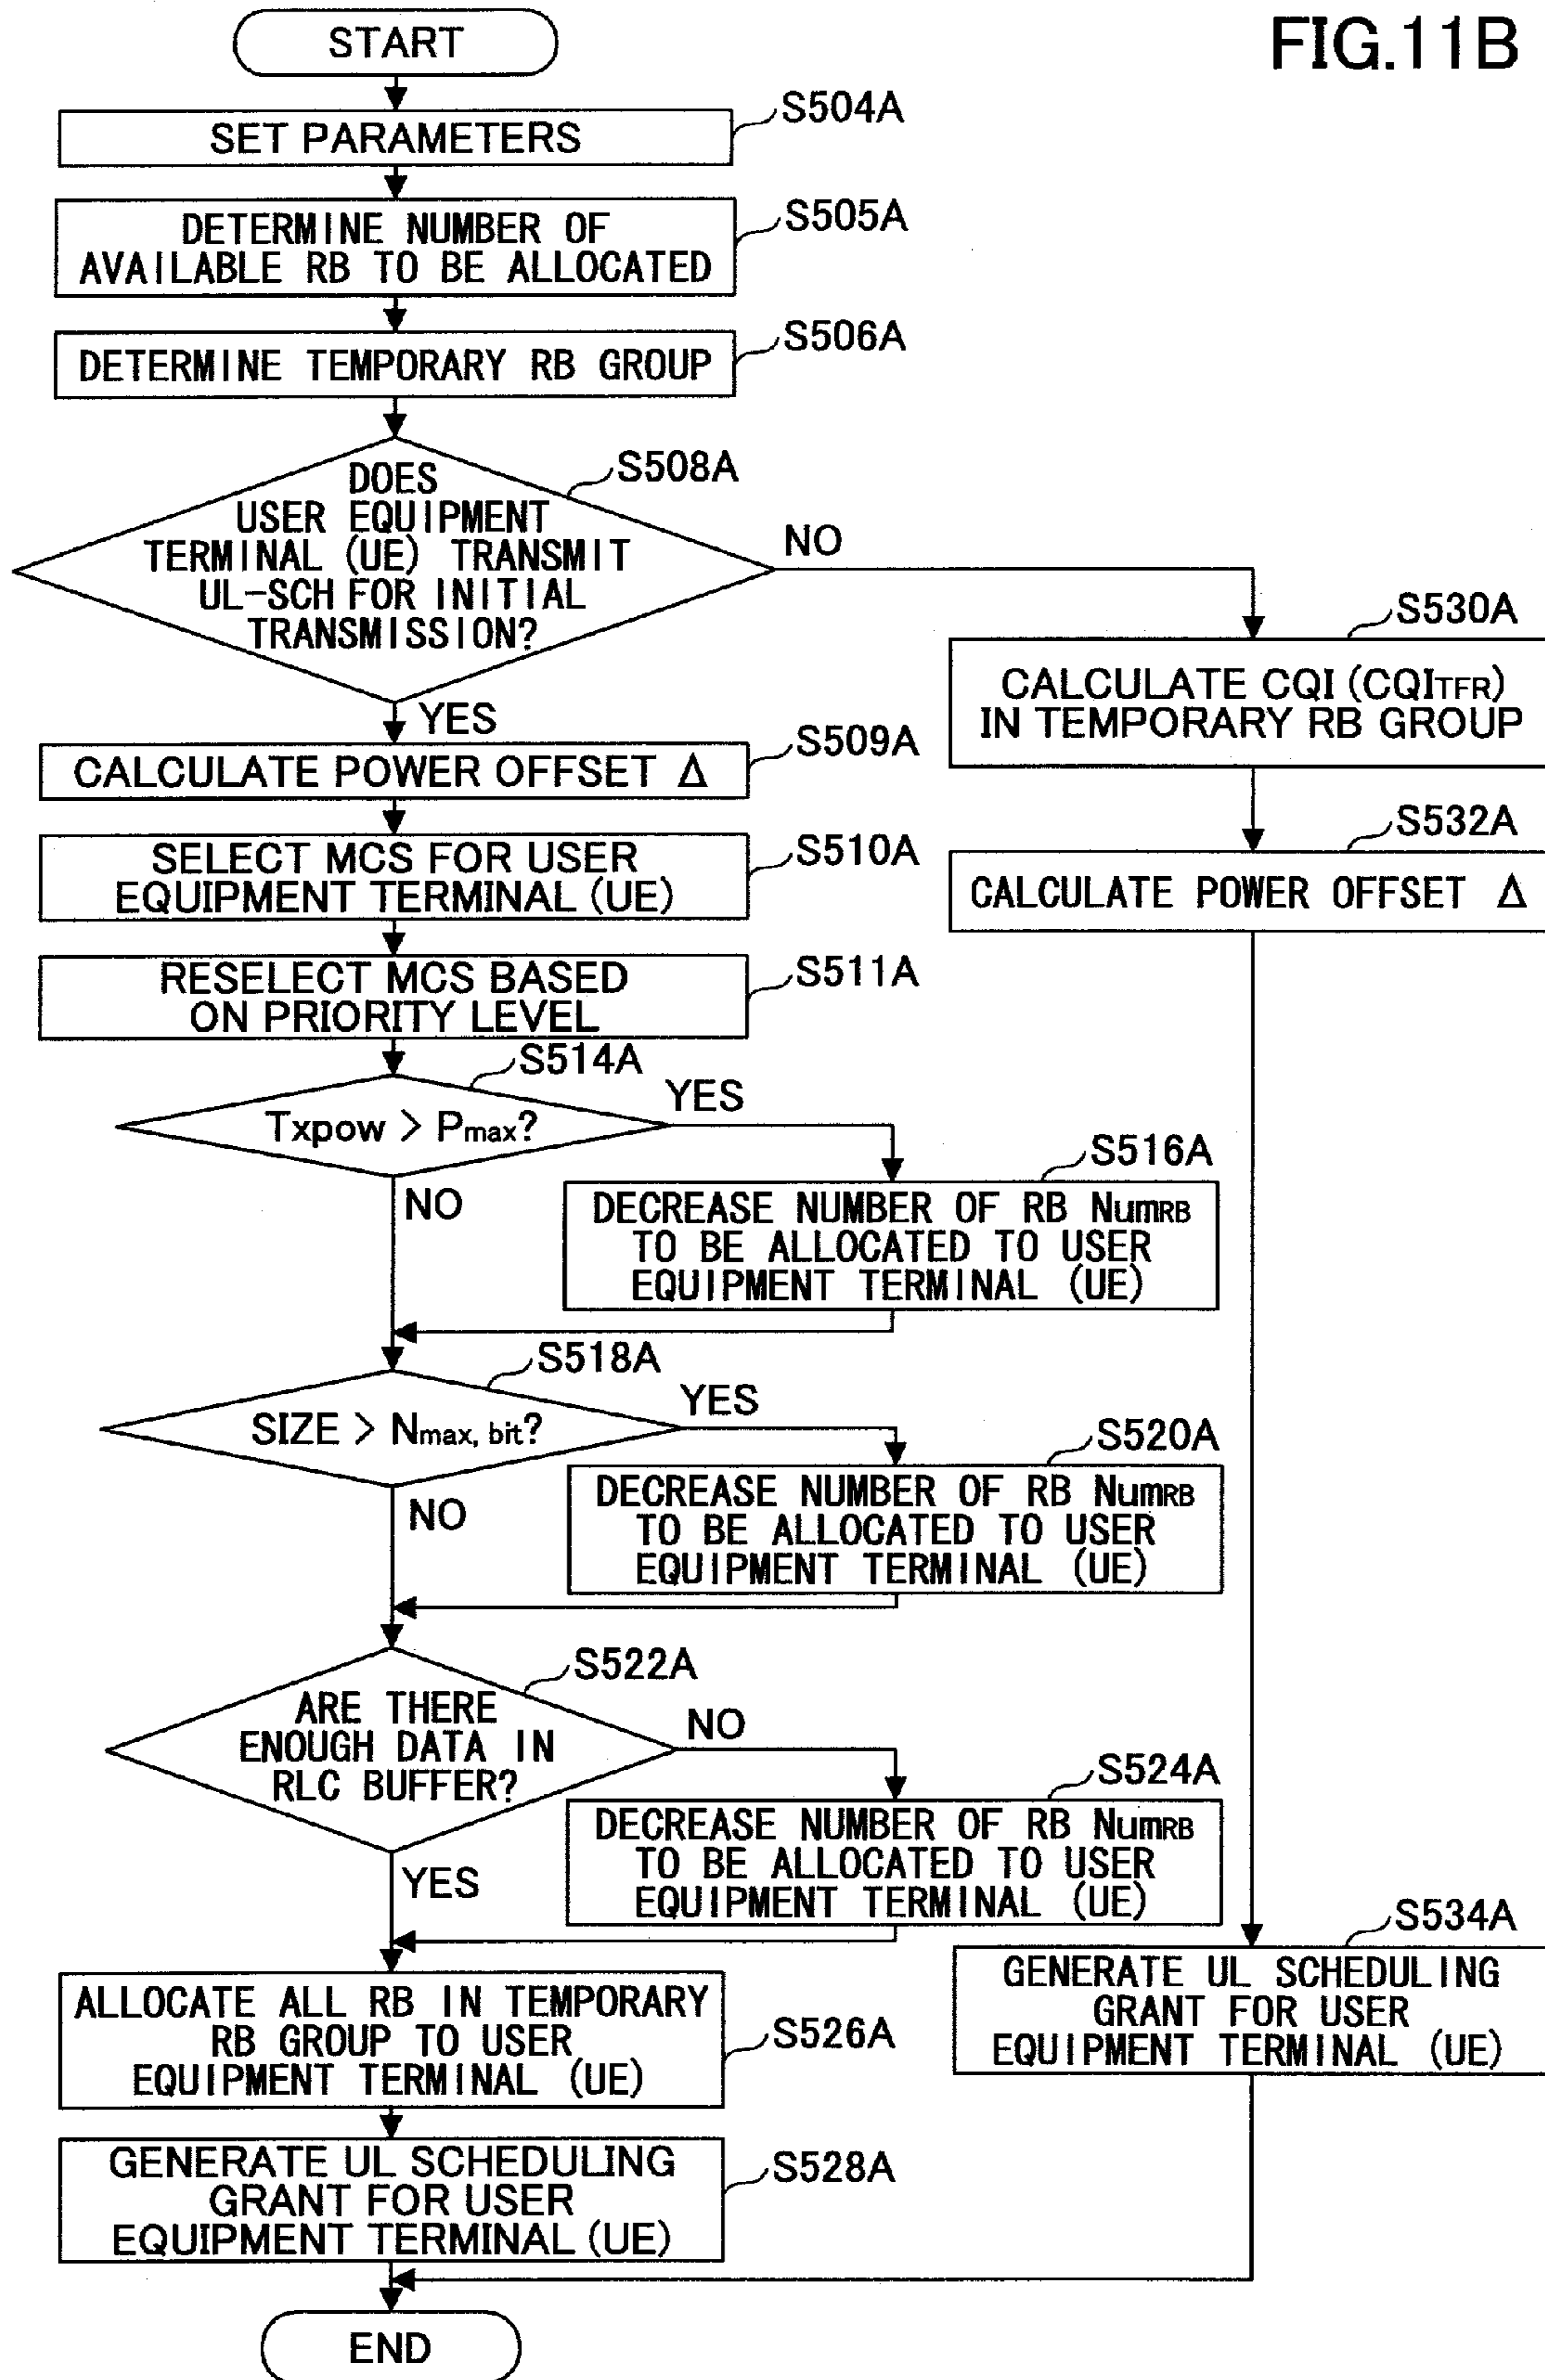 FIG.11B
START
S504A
SET PARAMETERS
S505A
DETERMINE NUMBER OF
AVAILABLE RB TO BE ALLOCATED
S506A
DETERMINE TEMPORARY RB GROUP
S508A
DOES
USER EQUIPMENT
TERMINAL (UE) TRANSMIT
UL-SCH FOR INITIAL
TRANSMISSION?
NO
YES
S530A
CALCULATE CQI (CQITFR)
IN TEMPORARY RB GROUP
S509A
CALCULATE POWER OFFSET Δ
S532A
CALCULATE POWER OFFSET Δ
S510A
SELECT MCS FOR USER
EQUIPMENT TERMINAL (UE)
S511A
RESELECT MCS BASED
ON PRIORITY LEVEL
S514A
Txpow > Pmax?
YES
NO
S516A
DECREASE NUMBER OF RB NumRB
TO BE ALLOCATED TO USER
EQUIPMENT TERMINAL (UE)
S518A
SIZE > Nmax, bit?
YES
NO
S520A
DECREASE NUMBER OF RB NumRB
TO BE ALLOCATED TO USER
EQUIPMENT TERMINAL (UE)
S522A
ARE THERE
ENOUGH DATA IN
RLC BUFFER?
NO
YES
S524A
DECREASE NUMBER OF RB NumRB
TO BE ALLOCATED TO USER
EQUIPMENT TERMINAL (UE)
S534A
GENERATE UL SCHEDULING
GRANT FOR USER
EQUIPMENT TERMINAL (UE)
S526A
ALLOCATE ALL RB IN TEMPORARY
RB GROUP TO USER
EQUIPMENT TERMINAL (UE)
S528A
GENERATE UL SCHEDULING
GRANT FOR USER
EQUIPMENT TERMINAL (UE)
END